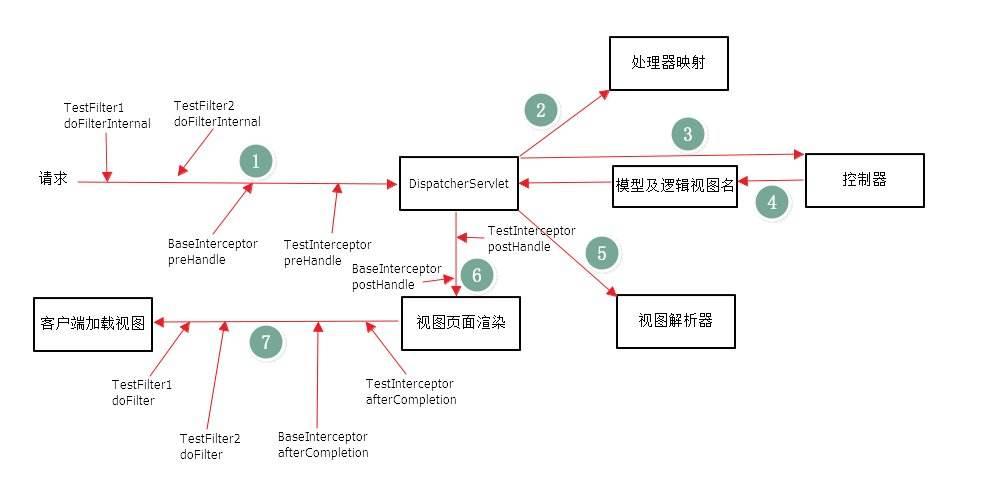 处理器映射
TestFilter1
doFilterInternal
TestFilter2
doFilterInternal
2
3
1
请求
DispatcherServlet
模型及逻辑视图名
控制器
4
BaseInterceptor
preHandle
TestInterceptor
preHandle
TestInterceptor
postHandle
BaseInterceptor
postHandle
5
6
客户端加载视图
视图页面渲染
视图解析器
7
TestFilter1
doFilter
TestInterceptor
afterCompletion
TestFilter2
doFilter
BaseInterceptor
afterCompletion